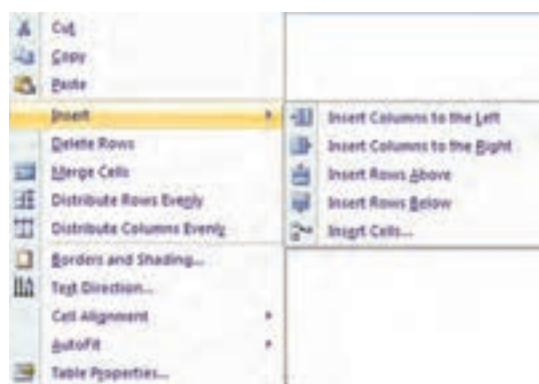 Cut
Copy
Paste
Insert
Delete Rows
Merge Cells
Distribute Rows Evenly
Distribute Columns Evenly
Borders and Shading...
Text Direction...
Cell Alignment
AutoFit
Table Properties...
Insert Columns to the Left
Insert Columns to the Right
Insert Rows Above
Insert Rows Below
Insert Cells...